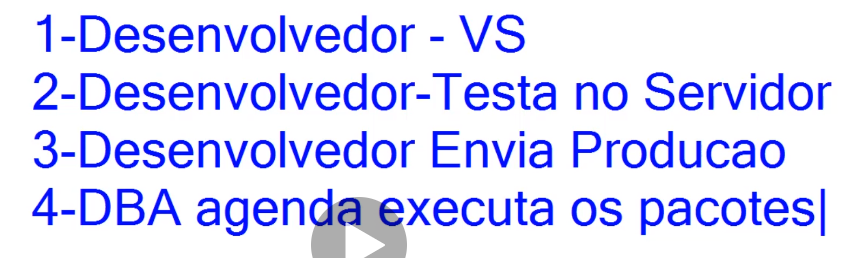 1-Desenvolvedor - VS
2-Desenvolvedor-Testa no Servidor
3-Desenvolvedor Envia Producao
4-DBA agenda executa os pacotes